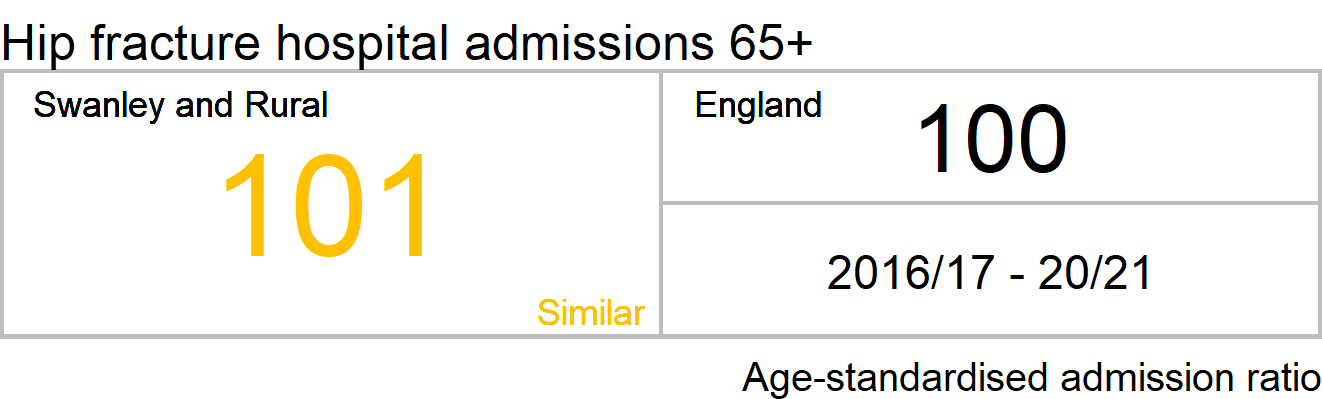 Hip fracture hospital admissions 65+
Swanley and Rural
101
Similar
England
100
2016/17 - 20/21
Age-standardised admission ratio